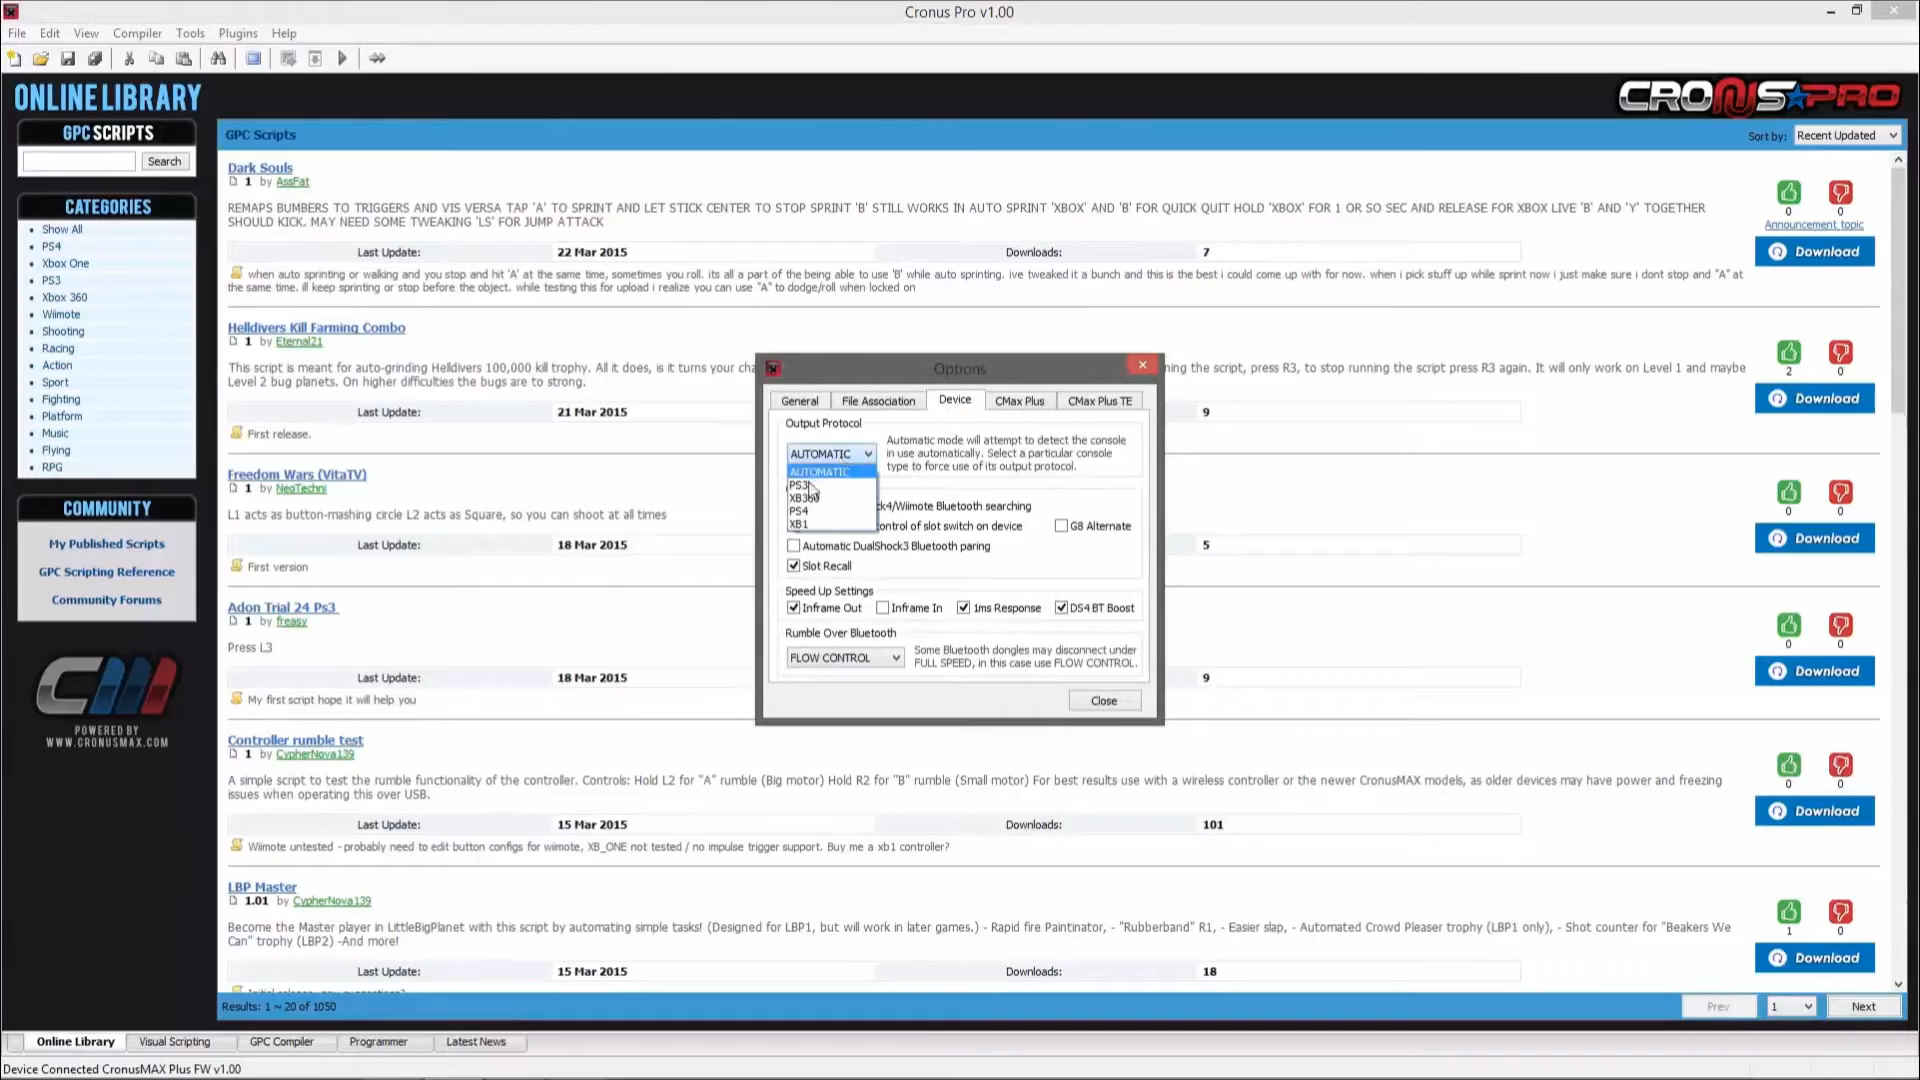 Cronus Pro v1.00
File Edit View Compiler Tools Plugins Help
ONLINE LIBRARY
CRONUS PRO
GPC SCRIPTS
Search
CATEGORIES
Show All
PS4
Xbox One
PS3
Xbox 360
Wiimote
Shooting
Racing
Action
Sport
Fighting
Platform
Music
Flying
RPG
COMMUNITY
My Published Scripts
GPC Scripting Reference
Community Forums
CM
POWERED BY
WWW.CRONUSMAX.COM
GPC Scripts
Sort by: Recent Updated
Dark Souls
1 by AssFat
REMAPS BUMBERS TO TRIGGERS AND VIS VERSA TAP 'A' TO SPRINT AND LET STICK CENTER TO STOP SPRINT 'B' STILL WORKS IN AUTO SPRINT 'XBOX' AND 'B' FOR QUICK QUIT HOLD 'XBOX' FOR 1 OR SO SEC AND RELEASE FOR XBOX LIVE 'B' AND 'Y' TOGETHER
SHOULD KICK. MAY NEED SOME TWEAKING 'LS' FOR JUMP ATTACK
0 0
Announcement topic
Last Update: 22 Mar 2015 Downloads: 7
Download
when auto sprinting or walking and you stop and hit 'A' at the same time, sometimes you roll. its all a part of the being able to use 'B' while auto sprinting. ive tweaked it a bunch and this is the best i could come up with for now. when i pick stuff up while sprint now i just make sure i dont stop and "A" at
the same time. ill keep sprinting or stop before the object. while testing this for upload i realize you can use "A" to dodge/roll when locked on
Helldivers Kill Farming Combo
1 by Eternal21
This script is meant for auto-grinding Helldivers 100,000 kill trophy. All it does, is it turns your cha ning the script, press R3, to stop running the script press R3 again. It will only work on Level 1 and maybe
Level 2 bug planets. On higher difficulties the bugs are to strong.
2 0
Last Update: 21 Mar 2015 9
Download
First release.
Freedom Wars (VitaTV)
1 by NeoTechni
L1 acts as button-mashing circle L2 acts as Square, so you can shoot at all times
0 0
Last Update: 18 Mar 2015 5
Download
First version
Adon Trial 24 Ps3
1 by freasy
Press L3
0 0
Last Update: 18 Mar 2015 9
Download
My first script hope it will help you
Controller rumble test
1 by CypherNova139
A simple script to test the rumble functionality of the controller. Controls: Hold L2 for "A" rumble (Big motor) Hold R2 for "B" rumble (Small motor) For best results use with a wireless controller or the newer CronusMAX models, as older devices may have power and freezing
issues when operating this over USB.
0 0
Last Update: 15 Mar 2015 Downloads: 101
Download
Wiimote untested - probably need to edit button configs for wiimote, XB_ONE not tested / no impulse trigger support. Buy me a xb1 controller?
LBP Master
1.01 by CypherNova139
Become the Master player in LittleBigPlanet with this script by automating simple tasks! (Designed for LBP1, but will work in later games.) - Rapid fire Paintinator, - "Rubberband" R1, - Easier slap, - Automated Crowd Pleaser trophy (LBP1 only), - Shot counter for "Beakers We
Can" trophy (LBP2) -And more!
1 0
Last Update: 15 Mar 2015 Downloads: 18
Download
Options
General File Association Device CMax Plus CMax Plus TE
Output Protocol
AUTOMATIC
Automatic mode will attempt to detect the console
in use automatically. Select a particular console
type to force use of its output protocol.
AUTOMATIC
PS3
XB360
PS4
XB1
ck4/Wiimote Bluetooth searching
ontrol of slot switch on device G8 Alternate
Automatic DualShock3 Bluetooth paring
Slot Recall
Speed Up Settings
Inframe Out Inframe In 1ms Response DS4 BT Boost
Rumble Over Bluetooth
FLOW CONTROL
Some Bluetooth dongles may disconnect under
FULL SPEED, in this case use FLOW CONTROL.
Close
Results: 1 ~ 20 of 1050
Prev 1 Next
Online Library Visual Scripting GPC Compiler Programmer Latest News
Device Connected CronusMAX Plus FW v1.00